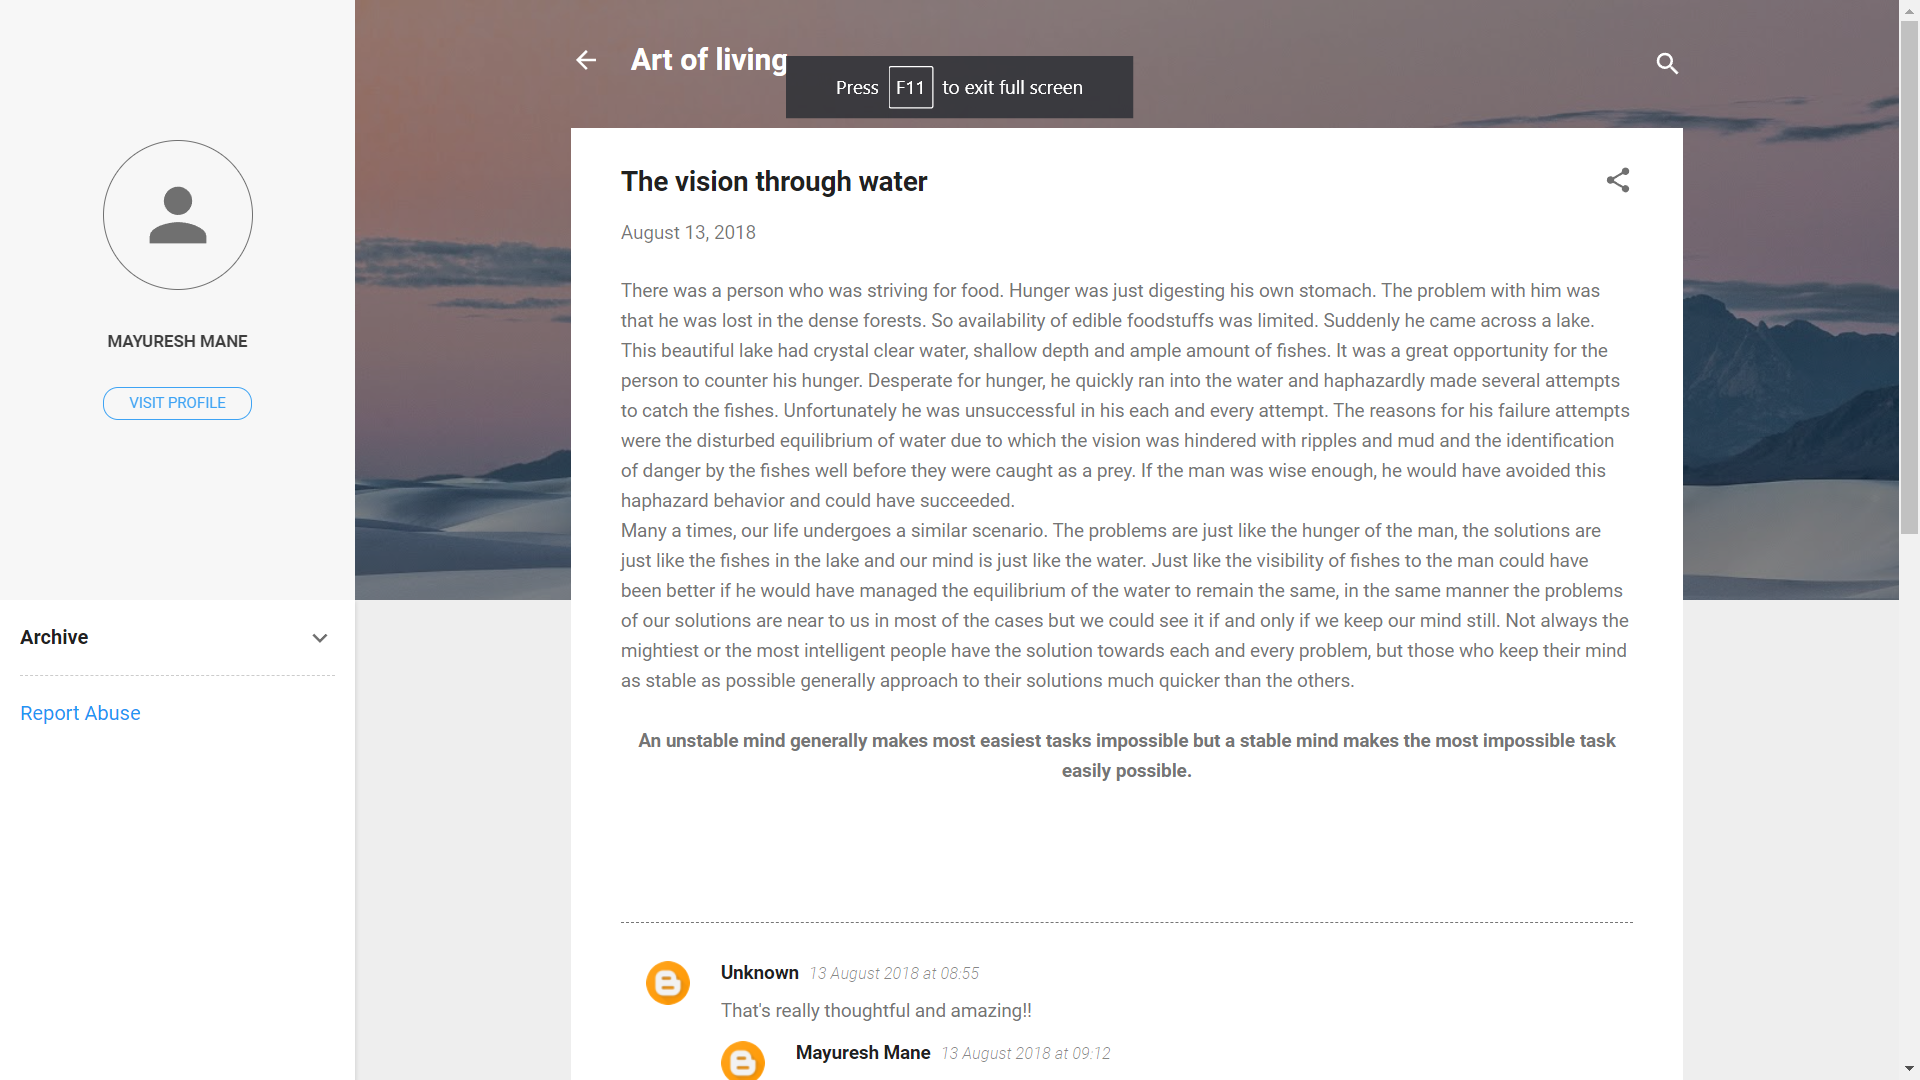 Art of living
Press F11 to exit full screen
MAYURESH MANE
VISIT PROFILE
Archive
Report Abuse
The vision through water
August 13, 2018
There was a person who was striving for food. Hunger was just digesting his own stomach. The problem with him was
that he was lost in the dense forests. So availability of edible foodstuffs was limited. Suddenly he came across a lake.
This beautiful lake had crystal clear water, shallow depth and ample amount of fishes. It was a great opportunity for the
person to counter his hunger. Desperate for hunger, he quickly ran into the water and haphazardly made several attempts
to catch the fishes. Unfortunately he was unsuccessful in his each and every attempt. The reasons for his failure attempts
were the disturbed equilibrium of water due to which the vision was hindered with ripples and mud and the identification
of danger by the fishes well before they were caught as a prey. If the man was wise enough, he would have avoided this
haphazard behavior and could have succeeded.
Many a times, our life undergoes a similar scenario. The problems are just like the hunger of the man, the solutions are
just like the fishes in the lake and our mind is just like the water. Just like the visibility of fishes to the man could have
been better if he would have managed the equilibrium of the water to remain the same, in the same manner the problems
of our solutions are near to us in most of the cases but we could see it if and only if we keep our mind still. Not always the
mightiest or the most intelligent people have the solution towards each and every problem, but those who keep their mind
as stable as possible generally approach to their solutions much quicker than the others.
An unstable mind generally makes most easiest tasks impossible but a stable mind makes the most impossible task
easily possible.
Unknown 13 August 2018 at 08:55
That's really thoughtful and amazing!!
Mayuresh Mane 13 August 2018 at 09:12